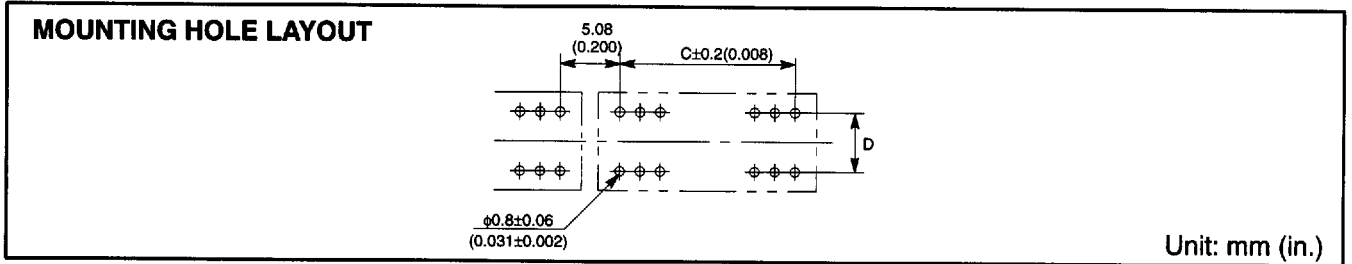 MOUNTING HOLE LAYOUT
5.08
(0.200)
C±0.2(0.008)
D
φ0.8±0.06
(0.031±0.002)
Unit: mm (in.)